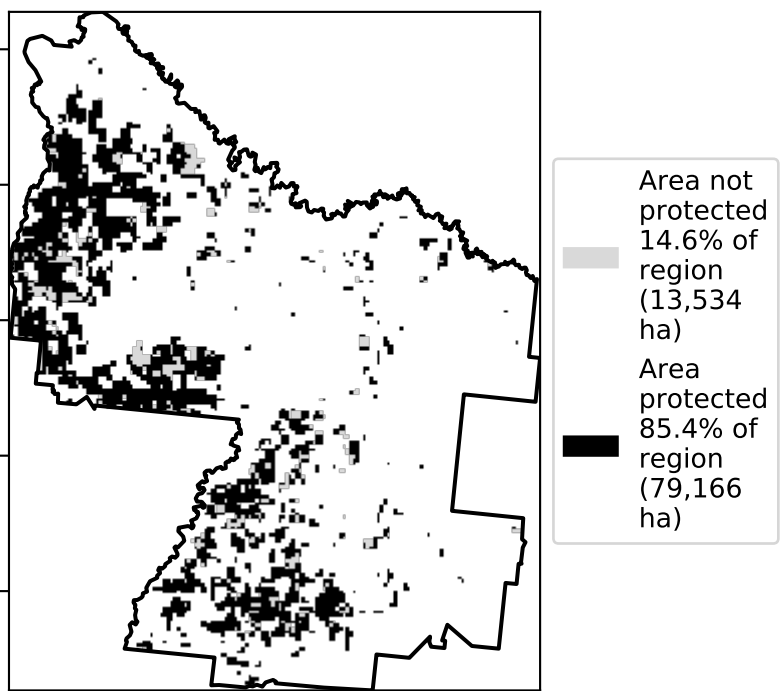 Area not
protected
14.6% of
region
(13,534
ha)
Area
protected
85.4% of
region
(79,166
ha)